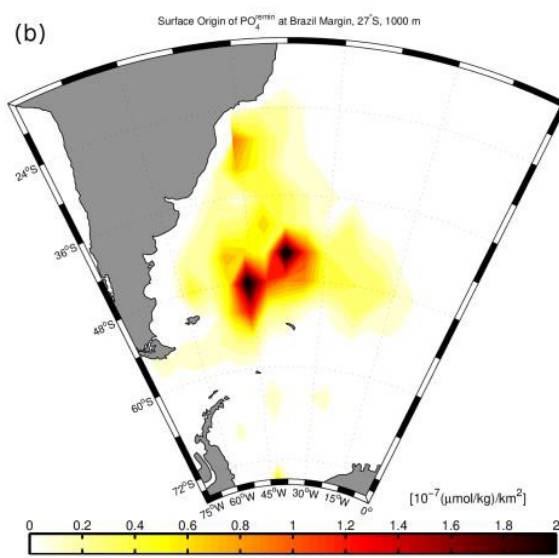 Surface Origin of PO₄ʳᵉᵐⁱⁿ at Brazil Margin, 27°S, 1000 m
(b)
24°S
36°S
48°S
60°S
72°S
75°W 60°W 45°W 30°W 15°W 0°
[10⁻⁷(μmol/kg)/km²]
0 0.2 0.4 0.6 0.8 1 1.2 1.4 1.6 1.8 2